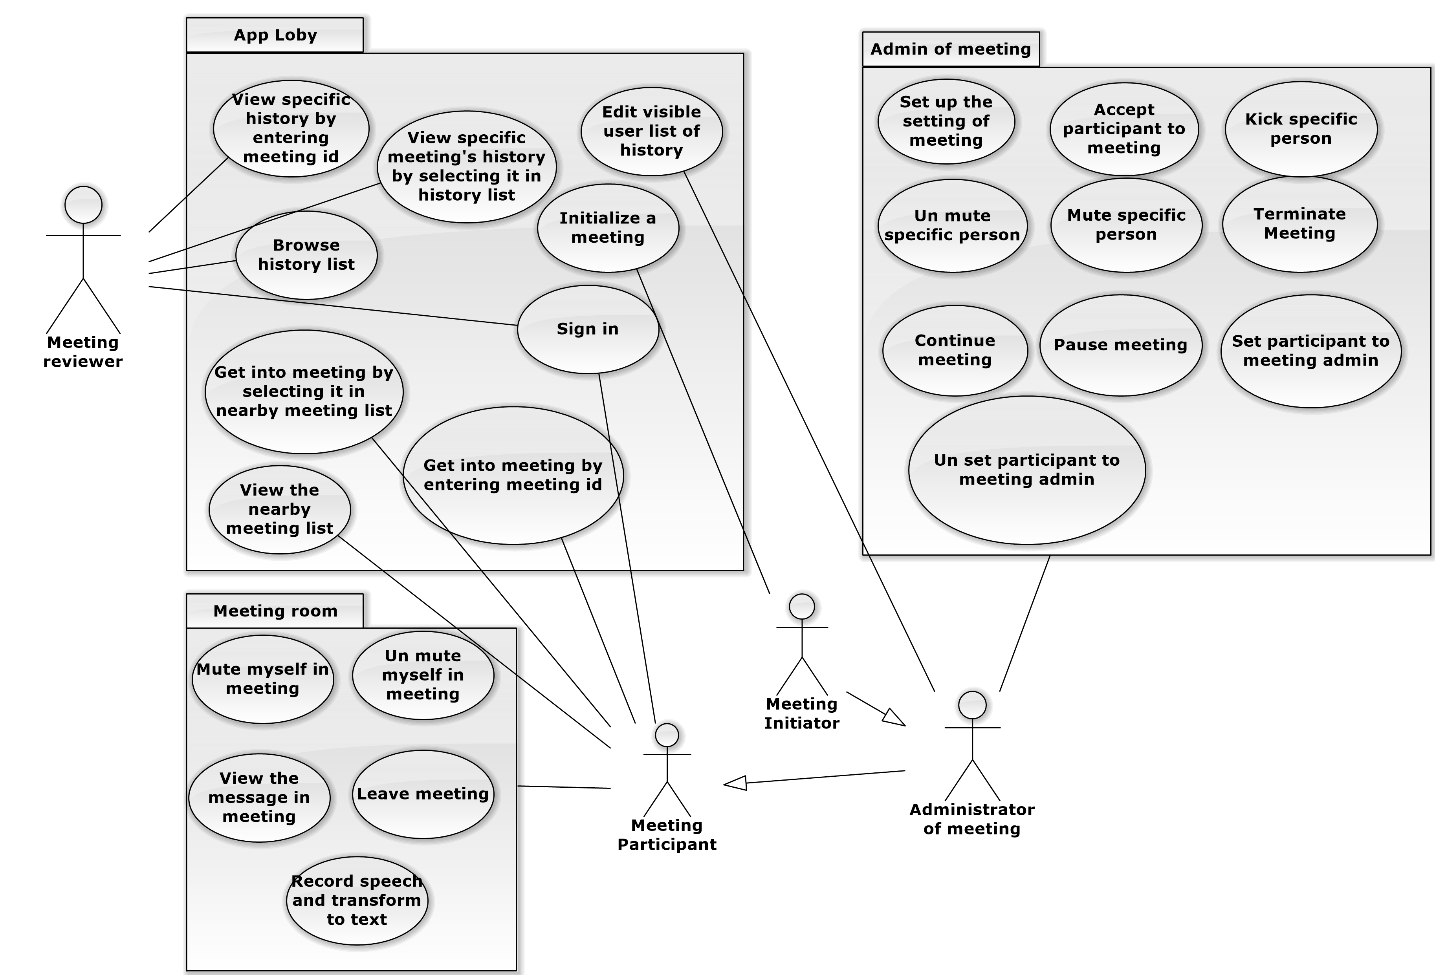 App Loby
View specific
history by
entering
meeting id
View specific
meeting's history
by selecting it in
history list
Edit visible
user list of
history
Initialize a
meeting
Browse
history list
Sign in
Get into meeting by
selecting it in
nearby meeting list
Get into meeting by
entering meeting id
View the
nearby
meeting list
Meeting
reviewer
Admin of meeting
Set up the
setting of
meeting
Accept
participant to
meeting
Kick specific
person
Un mute
specific person
Mute specific
person
Terminate
Meeting
Continue
meeting
Pause meeting
Set participant to
meeting admin
Un set participant to
meeting admin
Meeting room
Mute myself in
meeting
Un mute
myself in
meeting
View the
message in
meeting
Leave meeting
Record speech
and transform
to text
Meeting
Initiator
Meeting
Participant
Administrator
of meeting